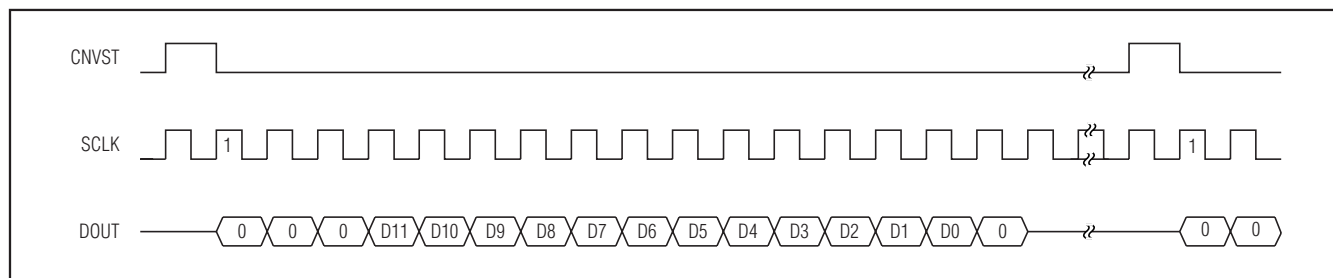 CNVST
SCLK 1 1
DOUT 0 0 0 D11 D10 D9 D8 D7 D6 D5 D4 D3 D2 D1 D0 0 0 0